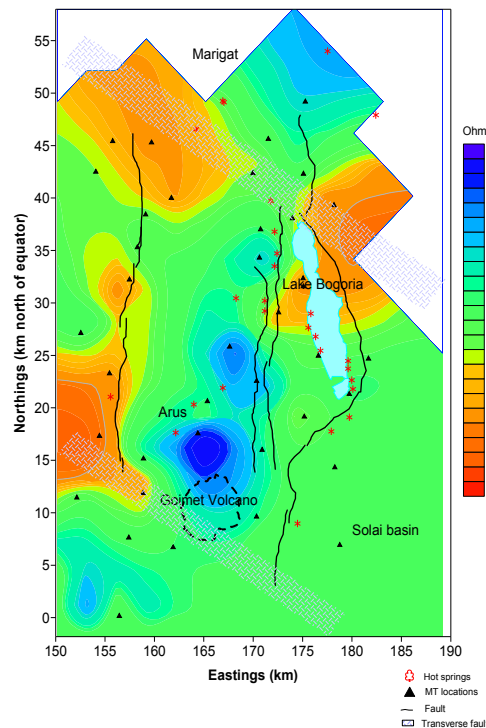 Ohm
Marigat
Lake Bogoria
Arus
Goimet Volcano
Solai basin
Northings (km north of equator)
55
50
45
40
35
30
25
20
15
10
5
0
150 155 160 165 170 175 180 185 190
Eastings (km)
Hot springs
MT locations
Fault
Transverse faul